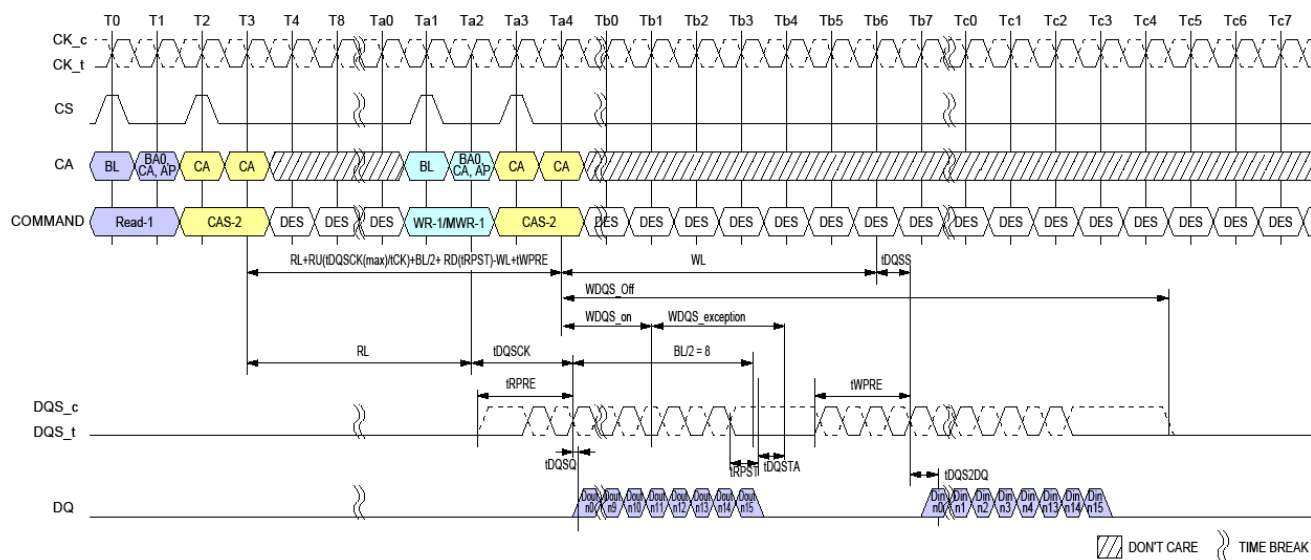 T0 T1 T2 T3 T4 T8 Ta0 Ta1 Ta2 Ta3 Ta4 Tb0 Tb1 Tb2 Tb3 Tb4 Tb5 Tb6 Tb7 Tc0 Tc1 Tc2 Tc3 Tc4 Tc5 Tc6 Tc7
CK_c
CK_t
CS
CA BL BA0, CA, AP CA CA BL BA0, CA, AP CA CA
COMMAND Read-1 CAS-2 DES DES DES WR-1/MWR-1 CAS-2 DES DES DES DES DES DES DES DES DES DES DES DES DES DES DES DES
RL+RU(tDQSCK(max)/tCK)+BL/2+ RD(tRPST)-WL+tWPRE WL tDQSS
WDQS_Off
WDQS_on WDQS_exception
RL tDQSCK BL/2 = 8
tRPRE tWPRE
DQS_c
DQS_t
tDQSQ tRPST tDQSTA tDQS2DQ
DQ Dout n0 Dout n9 Dout n10 Dout n11 Dout n12 Dout n13 Dout n14 Dout n15 Din n0 Din n1 Din n2 Din n3 Din n4 Din n13 Din n14 Din n15
DON'T CARE TIME BREAK